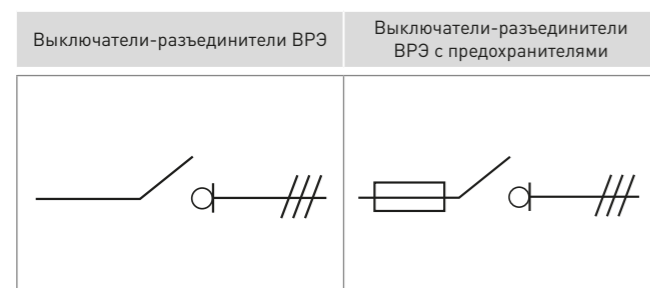 Выключатели-разъединители ВРЭ
Выключатели-разъединители
ВРЭ с предохранителями